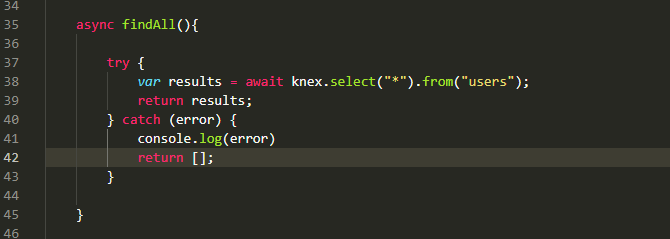 34
35 async findAll(){
36
37 try {
38 var results = await knex.select("*").from("users");
39 return results;
40 } catch (error) {
41 console.log(error)
42 return [];
43 }
44
45 }
46